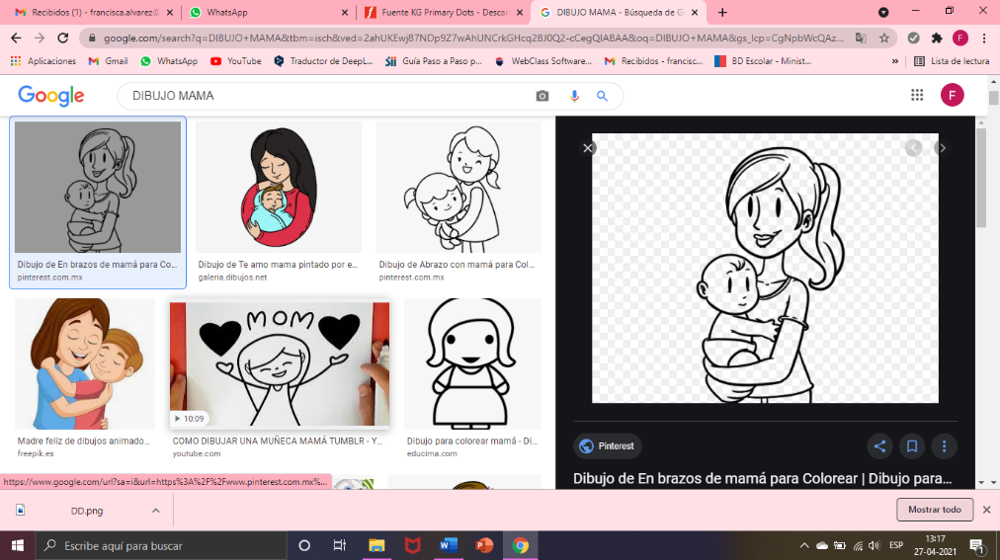 Recibidos (1) - francisca.alvarez@
WhatsApp
Fuente KG Primary Dots - Descar
DIBUJO MAMA - Búsqueda de G
google.com/search?q=DIBUJO+MAMA&tbm=isch&ved=2ahUKEwj87NDp9Z7wAhUNCrkGHcq2BJ0Q2-cCegQIABAA&oq=DIBUJO+MAMA&gs_lcp=CgNpbWcQAz...
Aplicaciones
Gmail
WhatsApp
YouTube
Traductor de DeepL...
Guía Paso a Paso p...
WebClass Software...
Recibidos - francisc...
BD Escolar - Minist...
»
Lista de lectura
Google
DIBUJO MAMA
F
Dibujo de En brazos de mamá para Co...
pinterest.com.mx
Dibujo de Te amo mama pintado por e...
galeria.dibujos.net
Dibujo de Abrazo con mamá para Col...
pinterest.com.mx
MOM
10:09
Madre feliz de dibujos animado...
freepik.es
COMO DIBUJAR UNA MUÑECA MAMÁ TUMBLR - Y...
youtube.com
Dibujo para colorear mamá - Di...
educima.com
Pinterest
Dibujo de En brazos de mamá para Colorear | Dibujo para...
https://www.google.com/url?sa=i&url=https%3A%2F%2Fwww.pinterest.com.mx%...
DD.png
Mostrar todo
Escribe aquí para buscar
ESP
13:17
27-04-2021
1